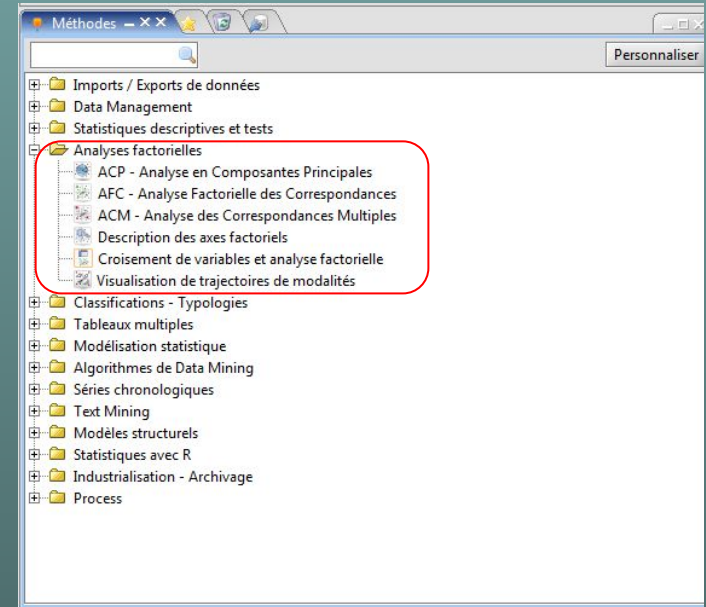 Méthodes
Personnaliser
Imports / Exports de données
Data Management
Statistiques descriptives et tests
Analyses factorielles
ACP - Analyse en Composantes Principales
AFC - Analyse Factorielle des Correspondances
ACM - Analyse des Correspondances Multiples
Description des axes factoriels
Croisement de variables et analyse factorielle
Visualisation de trajectoires de modalités
Classifications - Typologies
Tableaux multiples
Modélisation statistique
Algorithmes de Data Mining
Séries chronologiques
Text Mining
Modèles structurels
Statistiques avec R
Industrialisation - Archivage
Process